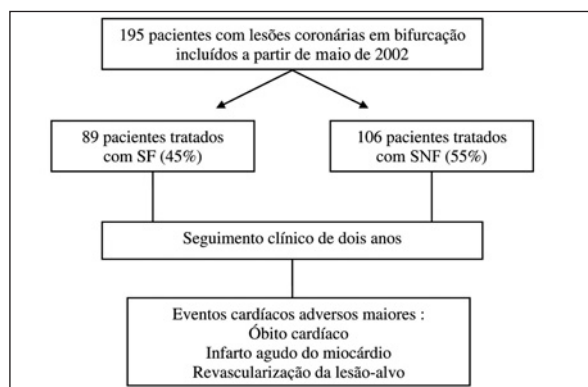 195 pacientes com lesões coronárias em bifurcação
incluídos a partir de maio de 2002
89 pacientes tratados
com SF (45%)
106 pacientes tratados
com SNF (55%)
Seguimento clínico de dois anos
Eventos cardíacos adversos maiores :
Óbito cardíaco
Infarto agudo do miocárdio
Revascularização da lesão-alvo